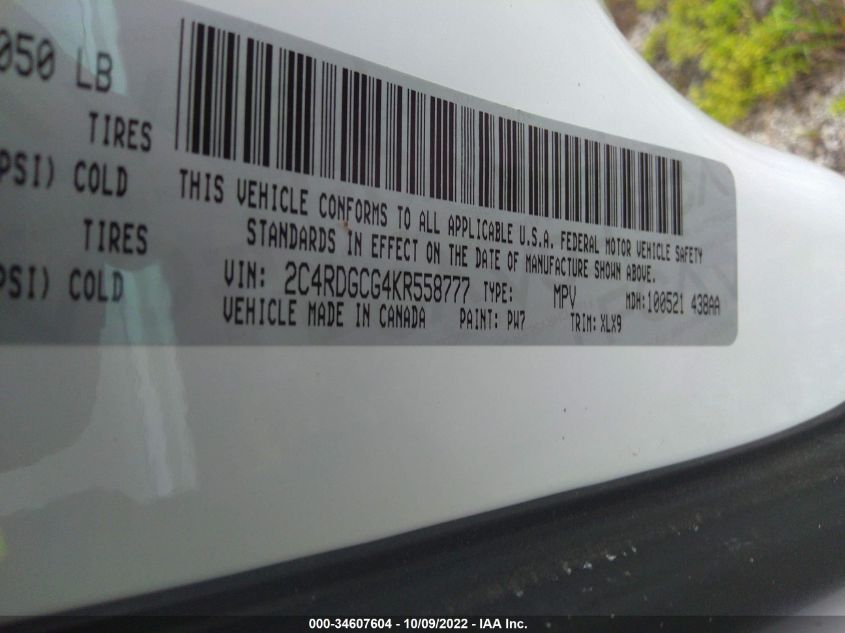 050 LB
TIRES
PSI) COLD
TIRES
PSI) COLD
THIS VEHICLE CONFORMS TO ALL APPLICABLE U.S.A. FEDERAL MOTOR VEHICLE SAFETY
STANDARDS IN EFFECT ON THE DATE OF MANUFACTURE SHOWN ABOVE.
VIN: 2C4RDGCG4KR558777 TYPE: MPV MDH:100521 438AA
VEHICLE MADE IN CANADA PAINT: PW7 TRIM: XLX9
000-34607604 - 10/09/2022 - IAA Inc.